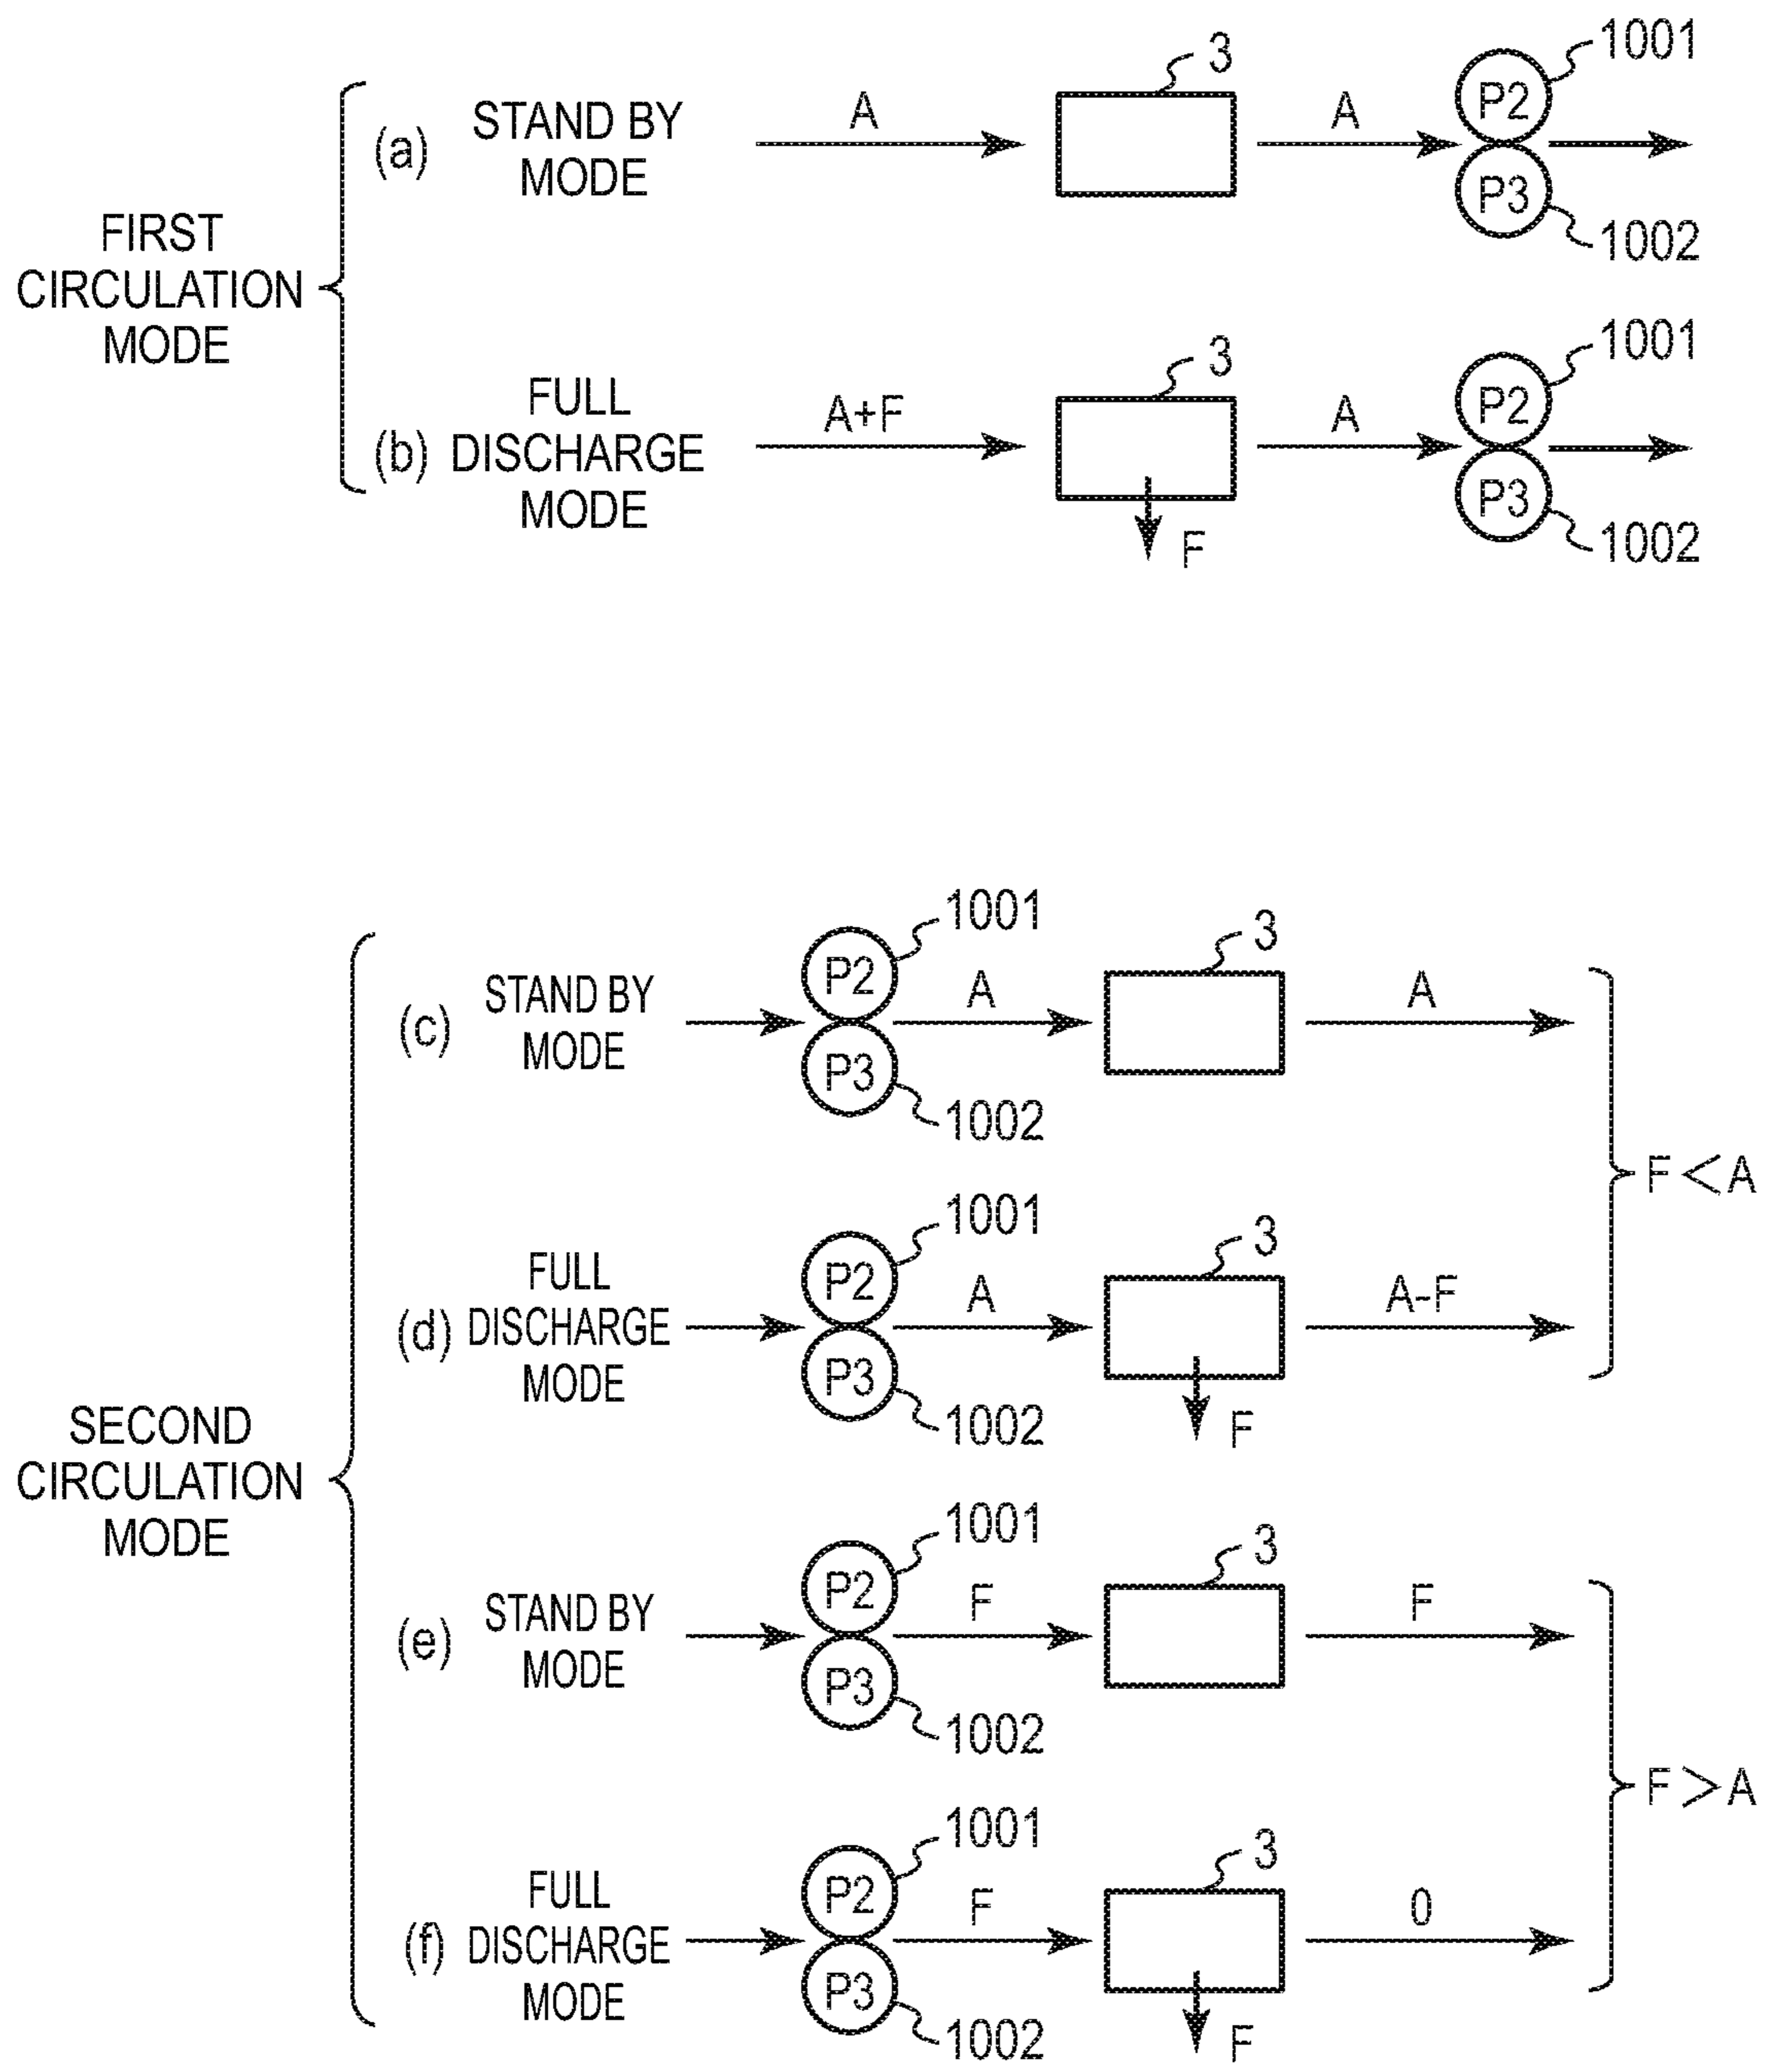 FIRST
CIRCULATION
MODE
(a)
STAND BY
MODE
A
3
A
P2
P3
1001
1002
(b)
FULL
DISCHARGE
MODE
A+F
3
F
A
P2
P3
1001
1002
SECOND
CIRCULATION
MODE
(c)
STAND BY
MODE
P2
P3
1001
1002
A
3
A
(d)
FULL
DISCHARGE
MODE
P2
P3
1001
1002
A
3
F
A-F
F<A
(e)
STAND BY
MODE
P2
P3
1001
1002
F
3
F
(f)
FULL
DISCHARGE
MODE
P2
P3
1001
1002
F
3
F
0
F>A